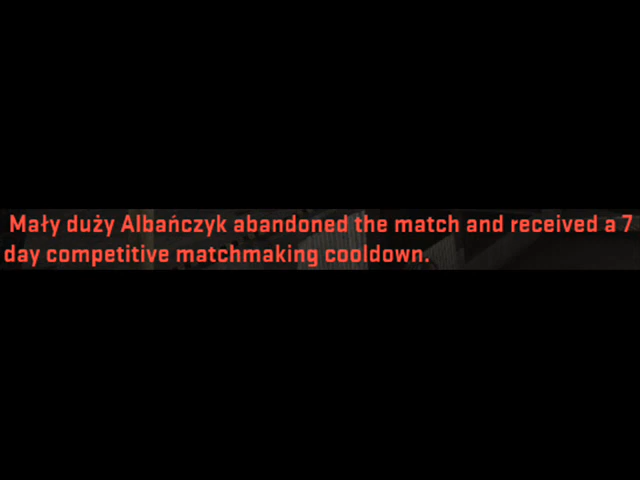 Mały duży Albańczyk abandoned the match and received a 7
day competitive matchmaking cooldown.